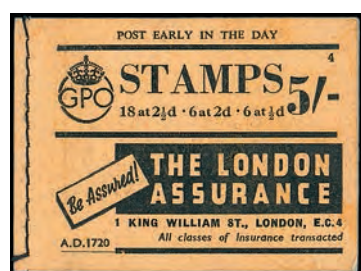 POST EARLY IN THE DAY
4
GPO
STAMPS 5/-
18 at 2½d · 6 at 2d · 6 at ½d
Be Assured!
THE LONDON
ASSURANCE
1 KING WILLIAM ST., LONDON, E.C.4
A.D.1720
All classes of Insurance transacted